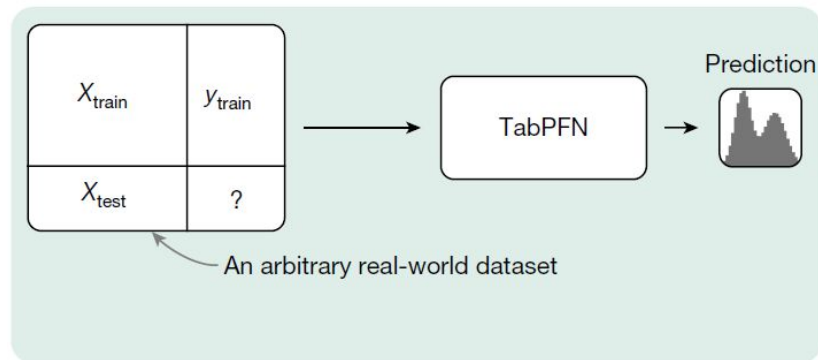 X_train
y_train
Prediction
TabPFN
X_test
?
An arbitrary real-world dataset